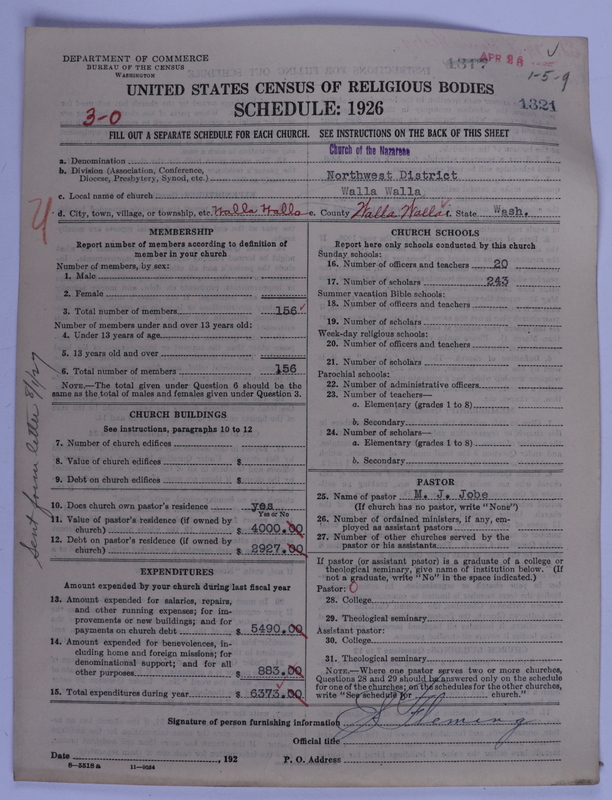 DEPARTMENT OF COMMERCE
BUREAU OF THE CENSUS
WASHINGTON
1317
APR 28
1-5-9
1321
UNITED STATES CENSUS OF RELIGIOUS BODIES
SCHEDULE: 1926
3-0
FILL OUT A SEPARATE SCHEDULE FOR EACH CHURCH. SEE INSTRUCTIONS ON THE BACK OF THIS SHEET
a. Denomination Church of the Nazarene
b. Division (Association, Conference,
Diocese, Presbytery, Synod, etc.) Northwest District
c. Local name of church Walla Walla
d. City, town, village, or township, etc. Walla Walla e. County Walla Walla f. State Wash.
MEMBERSHIP
Report number of members according to definition of
member in your church
Number of members, by sex:
1. Male
2. Female
3. Total number of members 156
Number of members under and over 13 years old:
4. Under 13 years of age
5. 13 years old and over
6. Total number of members 156
NOTE.—The total given under Question 6 should be the
same as the total of males and females given under Question 3.
Sent form letter 8/1/27
CHURCH BUILDINGS
See instructions, paragraphs 10 to 12
7. Number of church edifices
8. Value of church edifices $
9. Debt on church edifices $
10. Does church own pastor's residence yes
Yes or No
11. Value of pastor's residence (if owned by
church) $ 4000.00
12. Debt on pastor's residence (if owned by
church) $ 2927.00
EXPENDITURES
Amount expended by your church during last fiscal year
13. Amount expended for salaries, repairs,
and other running expenses; for im-
provements or new buildings; and for
payments on church debt $ 5490.00
14. Amount expended for benevolences, in-
cluding home and foreign missions; for
denominational support; and for all
other purposes $ 883.00
15. Total expenditures during year $ 6373.00
CHURCH SCHOOLS
Report here only schools conducted by this church
Sunday schools:
16. Number of officers and teachers 20
17. Number of scholars 243
Summer vacation Bible schools:
18. Number of officers and teachers
19. Number of scholars
Week-day religious schools:
20. Number of officers and teachers
21. Number of scholars
Parochial schools:
22. Number of administrative officers
23. Number of teachers—
a. Elementary (grades 1 to 8)
b. Secondary
24. Number of scholars—
a. Elementary (grades 1 to 8)
b. Secondary
PASTOR
25. Name of pastor M. J. Jobe
(If church has no pastor, write "None")
26. Number of ordained ministers, if any, em-
ployed as assistant pastors
27. Number of other churches served by the
pastor or his assistants
If pastor (or assistant pastor) is a graduate of a college or
theological seminary, give name of institution below. (If
not a graduate, write "No" in the space indicated.)
Pastor: 0
28. College
29. Theological seminary
Assistant pastor:
30. College
31. Theological seminary
NOTE.—Where one pastor serves two or more churches,
Questions 28 and 29 should be answered only on the schedule
for one of the churches; on the schedules for the other churches,
write "See schedule for church."
Signature of person furnishing information S Fleming
Official title
Date , 192 P. O. Address
8—5518a 11—9054